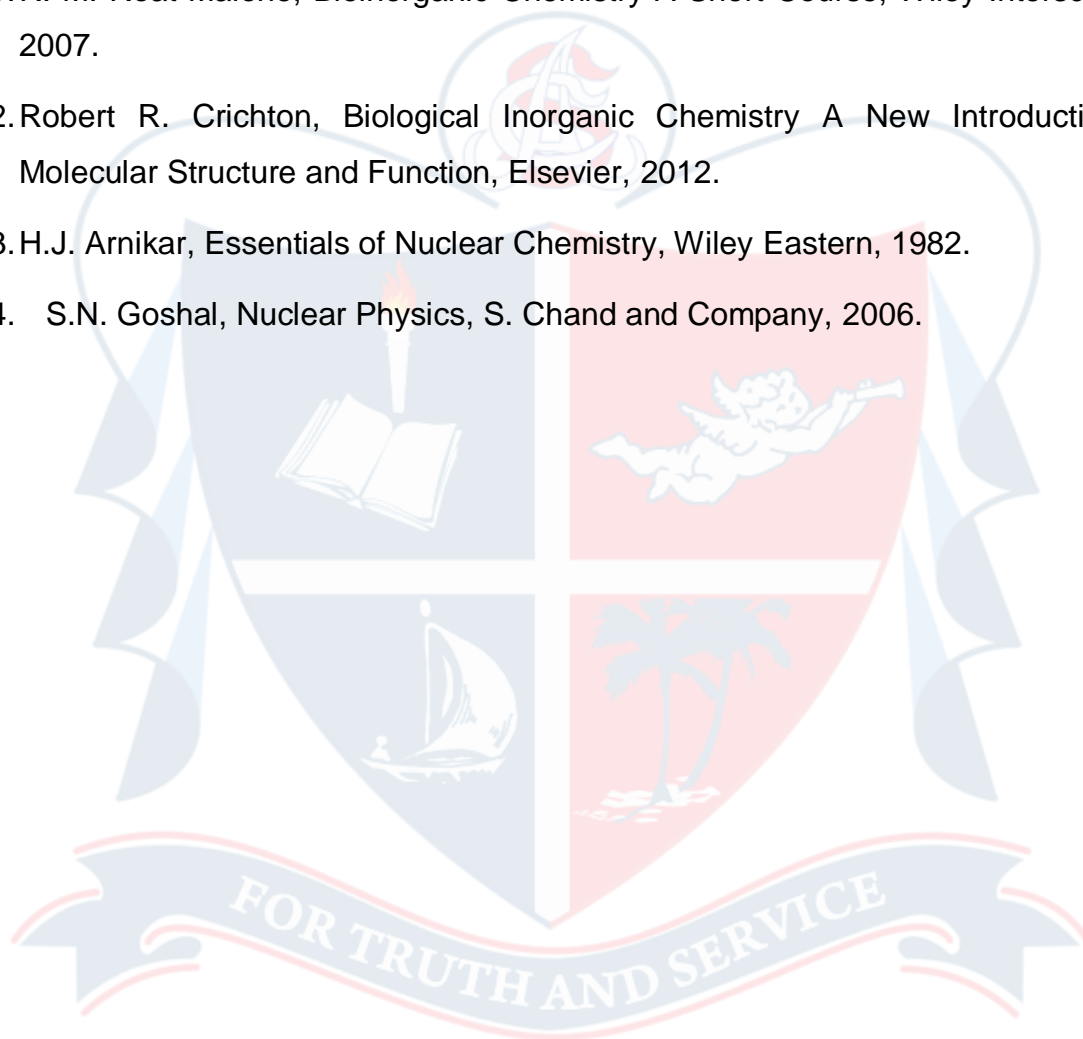 2007.
2. Robert R. Crichton, Biological Inorganic Chemistry A New Introducti
Molecular Structure and Function, Elsevier, 2012.
3. H.J. Arnikar, Essentials of Nuclear Chemistry, Wiley Eastern, 1982.
4. S.N. Goshal, Nuclear Physics, S. Chand and Company, 2006.
FOR TRUTH AND SERVICE